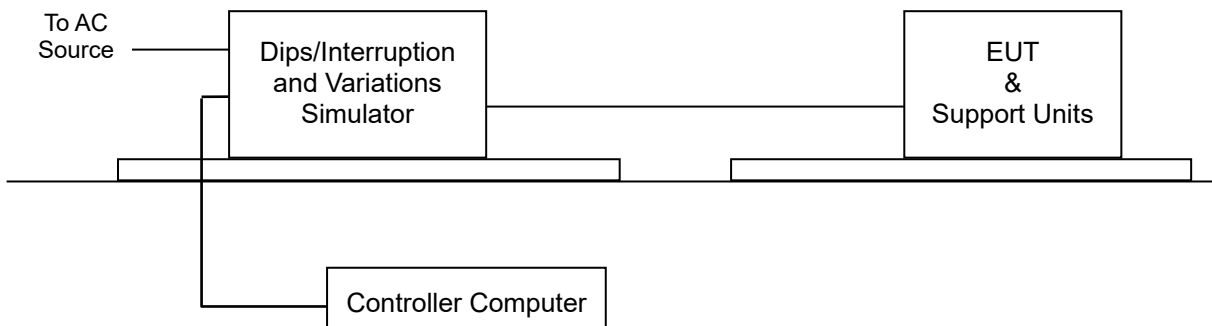 To AC
Source
Dips/Interruption
and Variations
Simulator
EUT
&
Support Units
Controller Computer